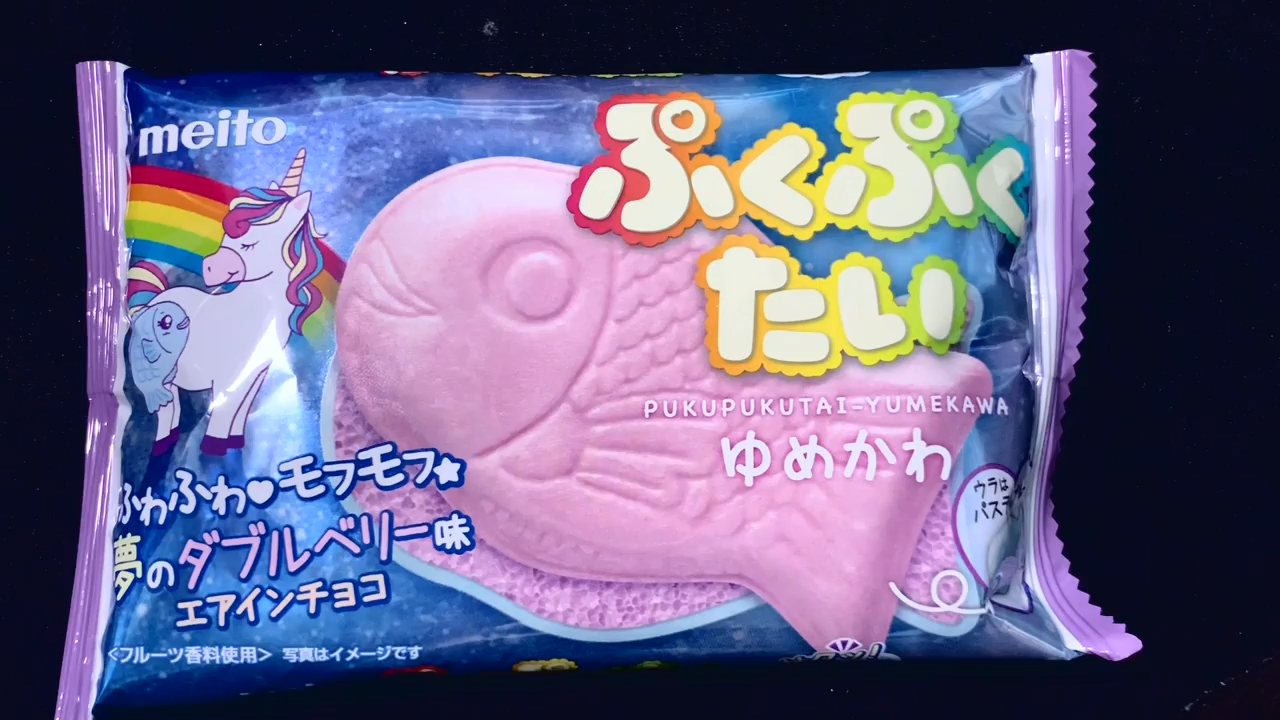 meito
ぷくぷく
たい
PUKUPUKUTAI-YUMEKAWA
ゆめかわ
ふわふわ♥モフモフ★
夢のダブルベリー味
エアインチョコ
ウラは
パステ
<フルーツ香料使用> 写真はイメージです